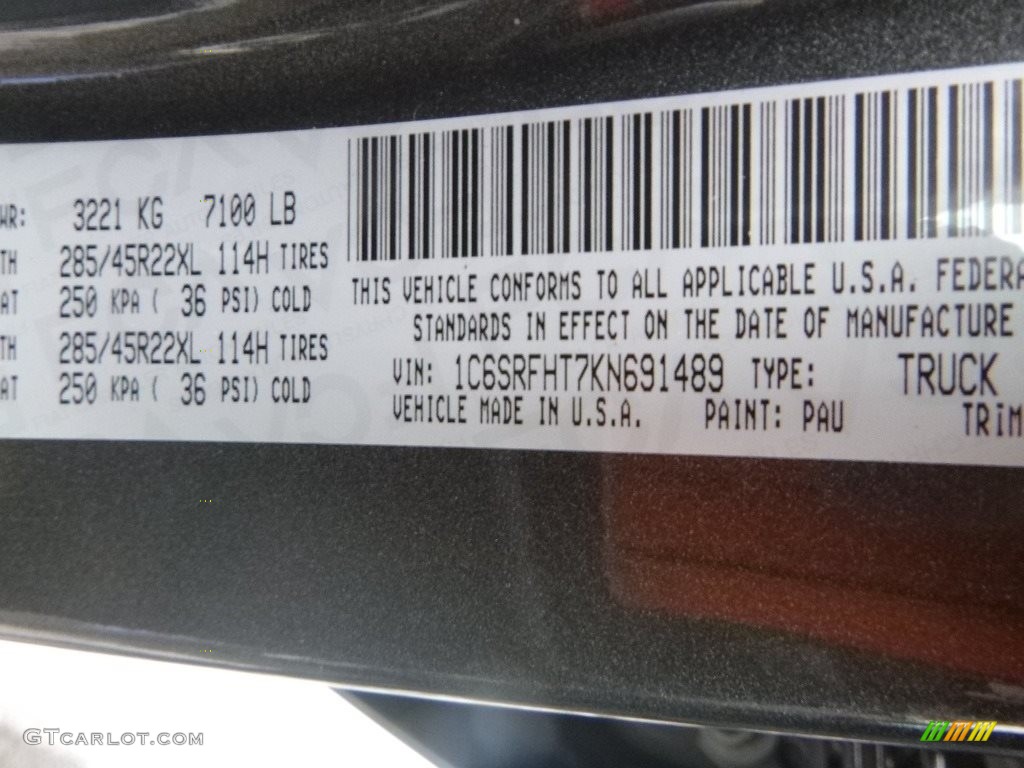 WR: 3221 KG 7100 LB
TH 285/45R22XL 114H TIRES
AT 250 KPA ( 36 PSI) COLD
TH 285/45R22XL 114H TIRES
AT 250 KPA ( 36 PSI) COLD
THIS VEHICLE CONFORMS TO ALL APPLICABLE U.S.A. FEDERA
STANDARDS IN EFFECT ON THE DATE OF MANUFACTURE
VIN: 1C6SRFHT7KN691489 TYPE: TRUCK
VEHICLE MADE IN U.S.A. PAINT: PAU TRIM
GTcarlot.com